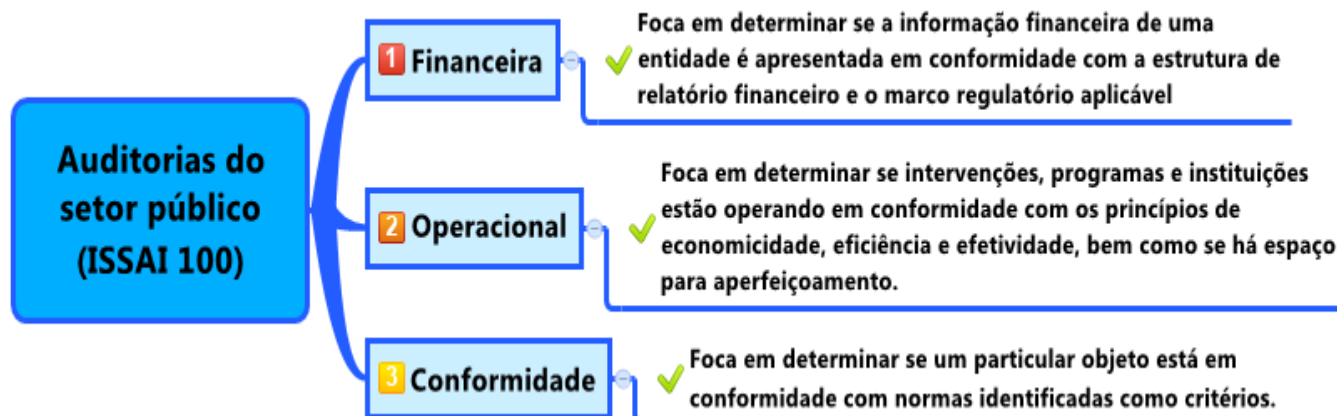 Auditorias do
setor público
(ISSAI 100)
1 Financeira
Foca em determinar se a informação financeira de uma
entidade é apresentada em conformidade com a estrutura de
relatório financeiro e o marco regulatório aplicável
2 Operacional
Foca em determinar se intervenções, programas e instituições
estão operando em conformidade com os princípios de
economicidade, eficiência e efetividade, bem como se há espaço
para aperfeiçoamento.
3 Conformidade
Foca em determinar se um particular objeto está em
conformidade com normas identificadas como critérios.